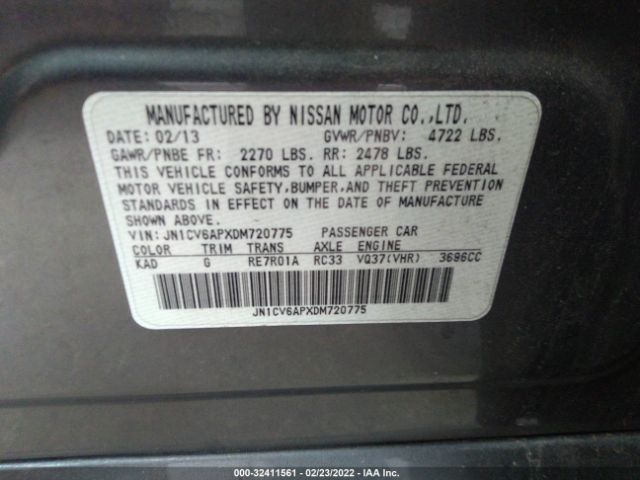 MANUFACTURED BY NISSAN MOTOR CO.,LTD.
DATE: 02/13 GVWR/PNBV: 4722 LBS.
GAWR/PNBE FR: 2270 LBS. RR: 2478 LBS.
THIS VEHICLE CONFORMS TO ALL APPLICABLE FEDERAL
MOTOR VEHICLE SAFETY,BUMPER,AND THEFT PREVENTION
STANDARDS IN EFFECT ON THE DATE OF MANUFACTURE
SHOWN ABOVE.
VIN:JN1CV6APXDM720775 PASSENGER CAR
COLOR TRIM TRANS AXLE ENGINE
KAD G RE7R01A RC33 VQ37(VHR) 3696CC
JN1CV6APXDM720775
000-32411561 - 02/23/2022 - IAA Inc.